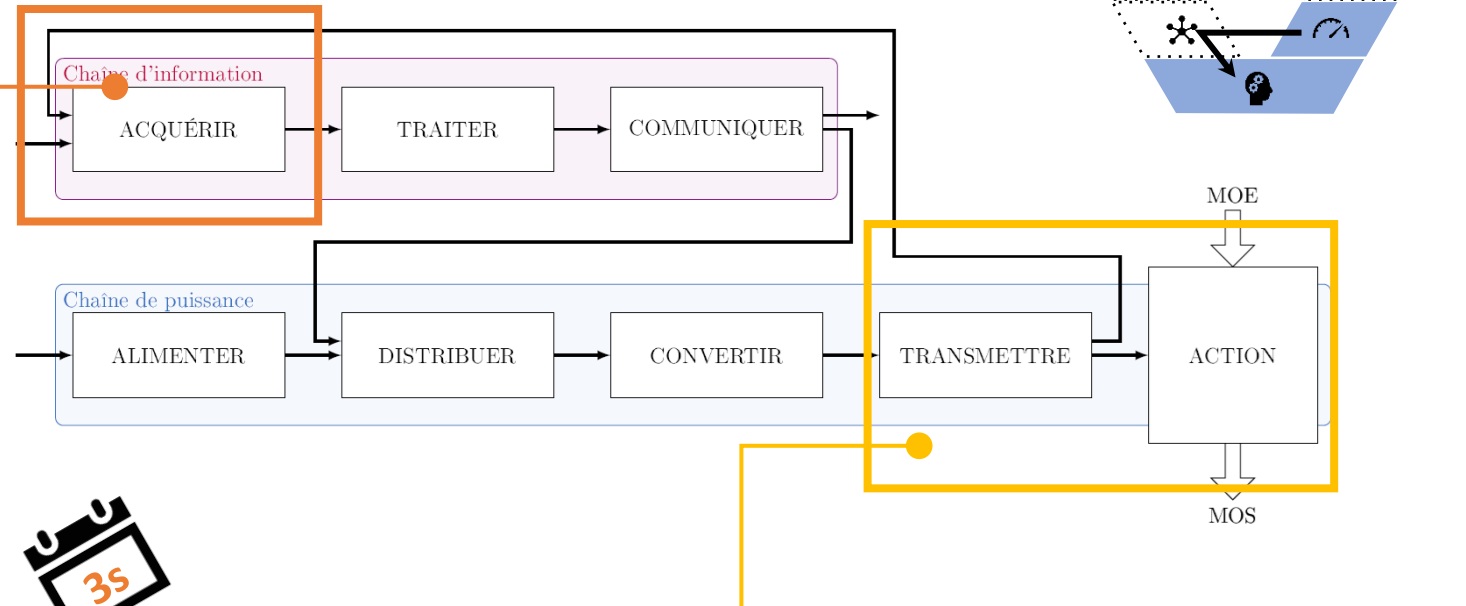 Chaîne d'information
ACQUÉRIR
TRAITER
COMMUNIQUER
MOE
Chaîne de puissance
ALIMENTER
DISTRIBUER
CONVERTIR
TRANSMETTRE
ACTION
MOS
3s